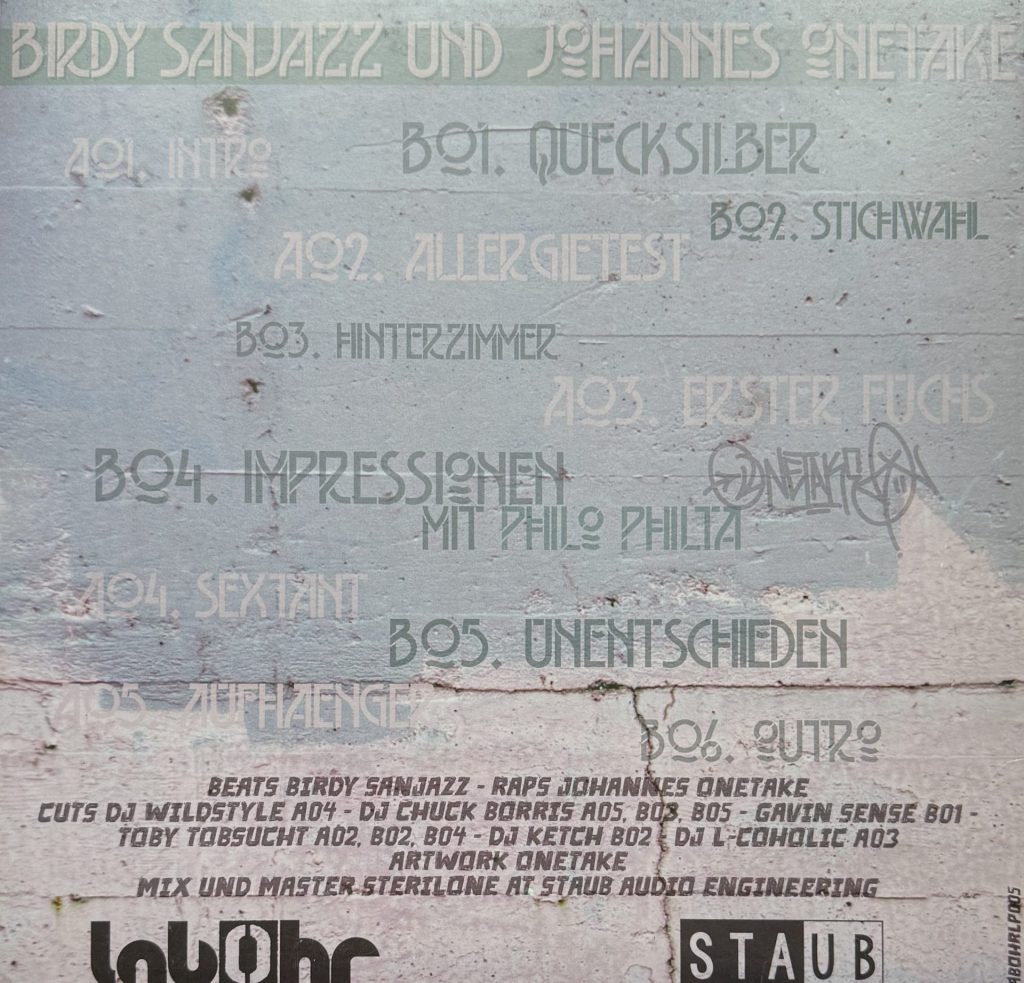 BIRDY SANJAZZ UND JOHANNES ONETAKE
A01. INTRO
B01. QUECKSILBER
B02. STICHWAHL
A02. ALLERGIETEST
B03. HINTERZIMMER
A03. ERSTER FUCHS
B04. IMPRESSIONEN
ONETAKE
MIT PHILO PHILTA
A04. SEXTANT
B05. UNENTSCHIEDEN
A05. AUFHAENGER
B06. OUTRO
BEATS BIRDY SANJAZZ - RAPS JOHANNES ONETAKE
CUTS DJ WILDSTYLE A04 - DJ CHUCK BORRIS A05, B03, B05 - GAVIN SENSE B01 -
TOBY TOBSUCHT A02, B02, B04 - DJ KETCH B02 - DJ L-COHOLIC A03
ARTWORK ONETAKE
MIX UND MASTER STERILONE AT STAUB AUDIO ENGINEERING
labOhr
STAUB
ABOHRLP005